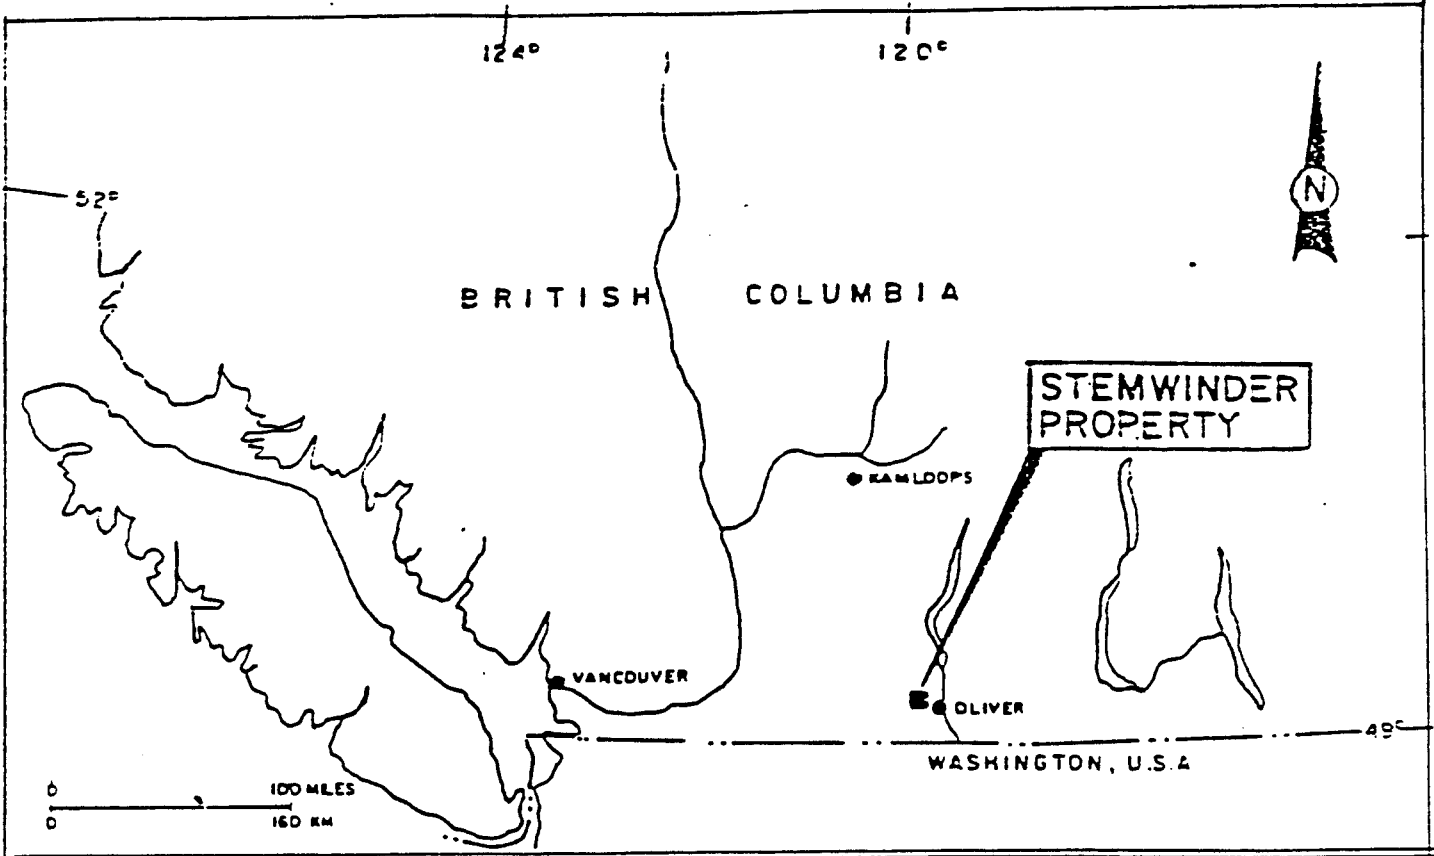 124° 120°
52°
N
BRITISH COLUMBIA
STEMWINDER
PROPERTY
KAMLOOPS
VANCOUVER
OLIVER
49°
WASHINGTON, U.S.A
0 100 MILES
0 160 KM